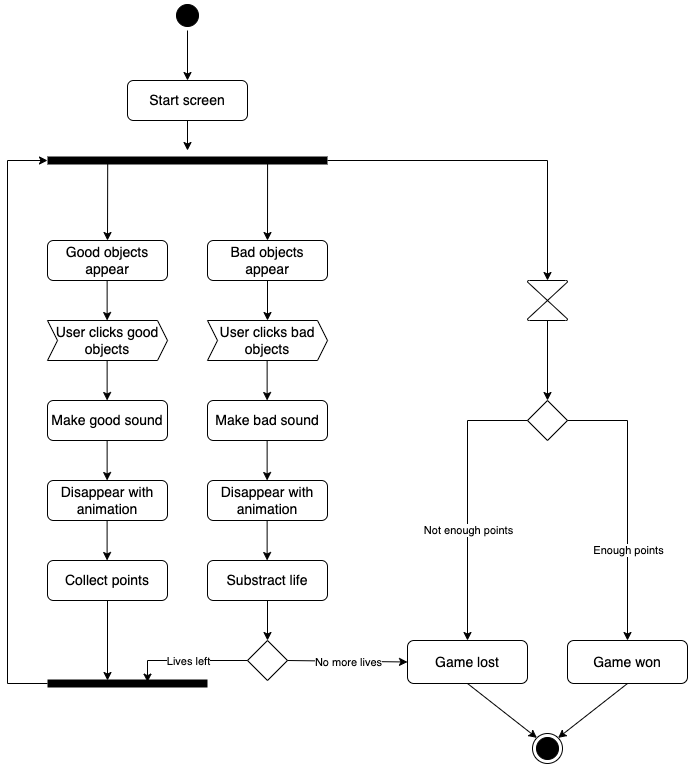 Start screen
Good objects
appear
Bad objects
appear
User clicks good
objects
User clicks bad
objects
Make good sound
Make bad sound
Disappear with
animation
Disappear with
animation
Not enough points
Enough points
Collect points
Substract life
Lives left
No more lives
Game lost
Game won